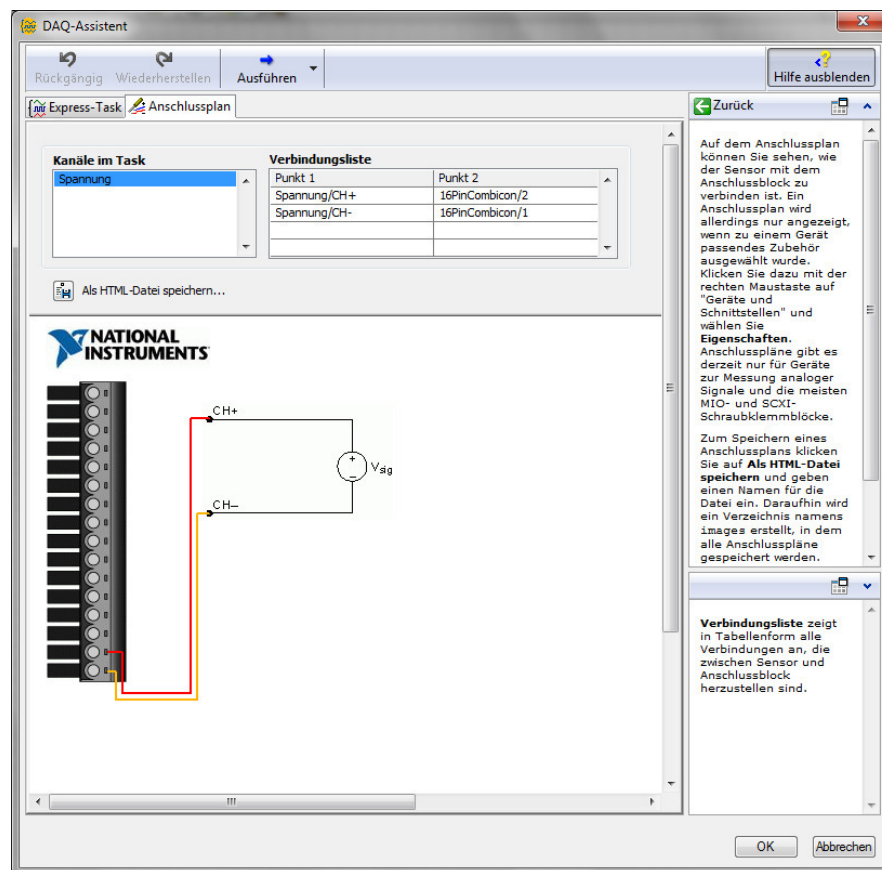 DAQ-Assistent
Rückgängig
Wiederherstellen
Ausführen
Hilfe ausblenden
Express-Task
Anschlussplan
Kanäle im Task
Spannung
Verbindungsliste
Punkt 1 Punkt 2
Spannung/CH+ 16PinCombicon/2
Spannung/CH- 16PinCombicon/1
Als HTML-Datei speichern...
NATIONAL
INSTRUMENTS
CH+
+
Vsig
−
CH−
Zurück
Auf dem Anschlussplan
können Sie sehen, wie
der Sensor mit dem
Anschlussblock zu
verbinden ist. Ein
Anschlussplan wird
allerdings nur angezeigt,
wenn zu einem Gerät
passendes Zubehör
ausgewählt wurde.
Klicken Sie dazu mit der
rechten Maustaste auf
"Geräte und
Schnittstellen" und
wählen Sie
Eigenschaften.
Anschlusspläne gibt es
derzeit nur für Geräte
zur Messung analoger
Signale und die meisten
MIO- und SCXI-
Schraubklemmblöcke.
Zum Speichern eines
Anschlussplans klicken
Sie auf Als HTML-Datei
speichern und geben
einen Namen für die
Datei ein. Daraufhin wird
ein Verzeichnis namens
images erstellt, in dem
alle Anschlusspläne
gespeichert werden.
Verbindungsliste zeigt
in Tabellenform alle
Verbindungen an, die
zwischen Sensor und
Anschlussblock
herzustellen sind.
OK
Abbrechen